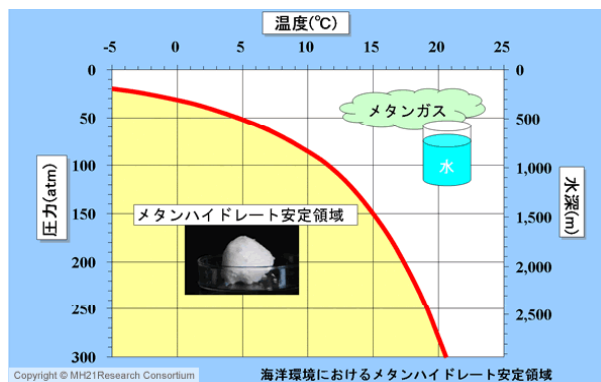 温度(℃)
-5 0 5 10 15 20 25
0 0
50 500
100 1,000
150 1,500
200 2,000
250 2,500
300
圧力(atm)
水深(m)
メタンガス
水
メタンハイドレート安定領域
Copyright © MH21Research Consortium
海洋環境におけるメタンハイドレート安定領域